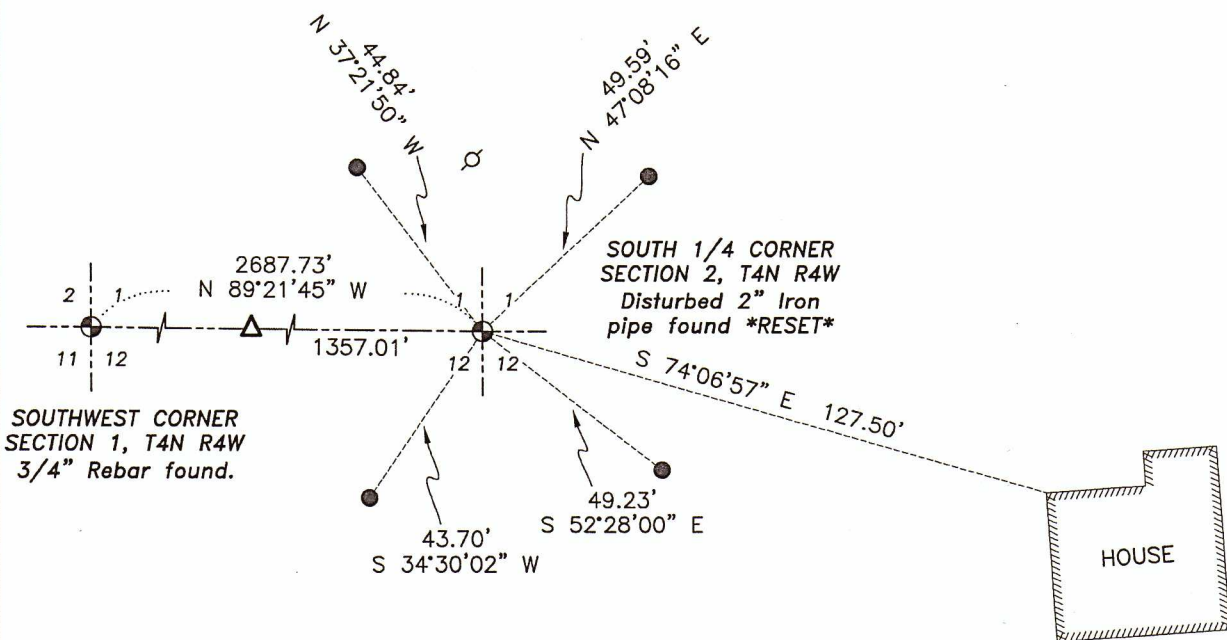 44.84'
N 37°21'50" W
49.59'
N 47°08'16" E
SOUTH 1/4 CORNER
SECTION 2, T4N R4W
Disturbed 2" Iron
pipe found *RESET*
2687.73'
N 89°21'45" W
2 1
1 1
1357.01'
11 12
12 12
S 74°06'57" E 127.50'
SOUTHWEST CORNER
SECTION 1, T4N R4W
3/4" Rebar found.
49.23'
S 52°28'00" E
43.70'
S 34°30'02" W
HOUSE